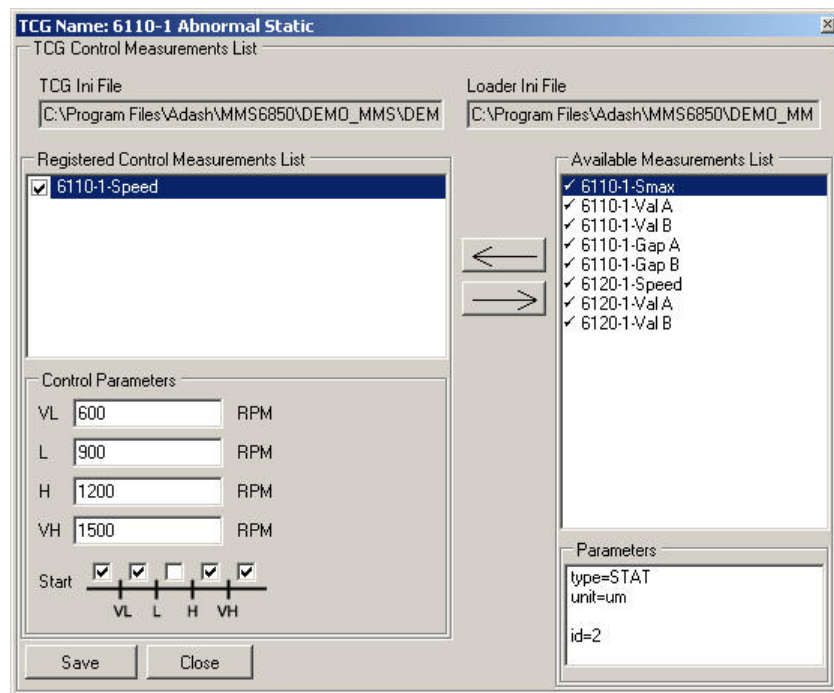 TCG Name: 6110-1 Abnormal Static
TCG Control Measurements List
TCG Ini File
Loader Ini File
C:\Program Files\Adash\MMS6850\DEMO_MMS\DEM
C:\Program Files\Adash\MMS6850\DEMO_MM
Registered Control Measurements List
6110-1-Speed
Available Measurements List
6110-1-Smax
6110-1-Val A
6110-1-Val B
6110-1-Gap A
6110-1-Gap B
6120-1-Speed
6120-1-Val A
6120-1-Val B
Control Parameters
VL 600 RPM
L 900 RPM
H 1200 RPM
VH 1500 RPM
Start
VL L H VH
Parameters
type=STAT
unit=um
id=2
Save Close